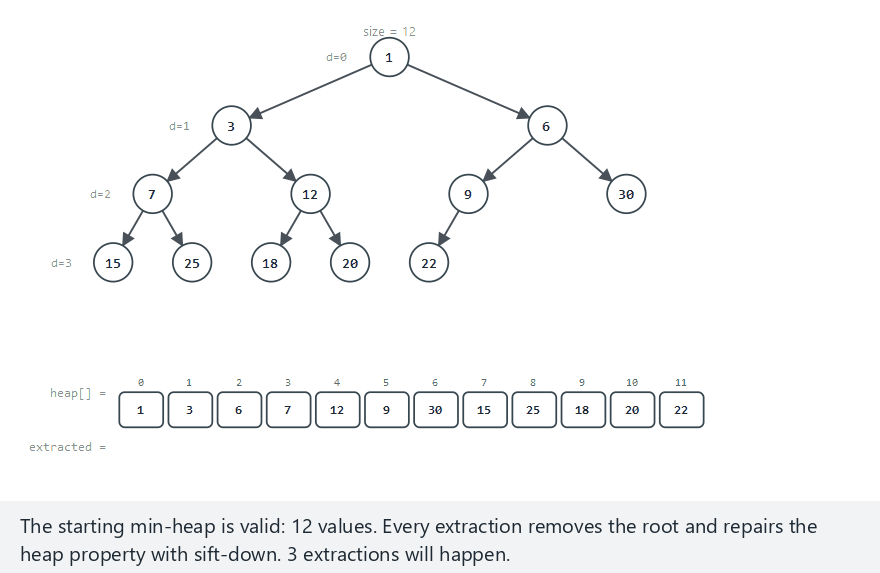 size = 12
d=0 1
d=1 3 6
d=2 7 12 9 30
d=3 15 25 18 20 22
0 1 2 3 4 5 6 7 8 9 10 11
heap[] = 1 3 6 7 12 9 30 15 25 18 20 22
extracted =
The starting min-heap is valid: 12 values. Every extraction removes the root and repairs the
heap property with sift-down. 3 extractions will happen.